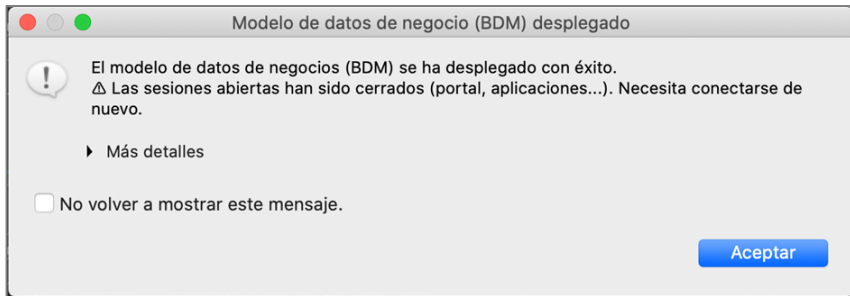 Modelo de datos de negocio (BDM) desplegado
El modelo de datos de negocios (BDM) se ha desplegado con éxito.
⚠ Las sesiones abiertas han sido cerrados (portal, aplicaciones...). Necesita conectarse de
nuevo.
Más detalles
No volver a mostrar este mensaje.
Aceptar